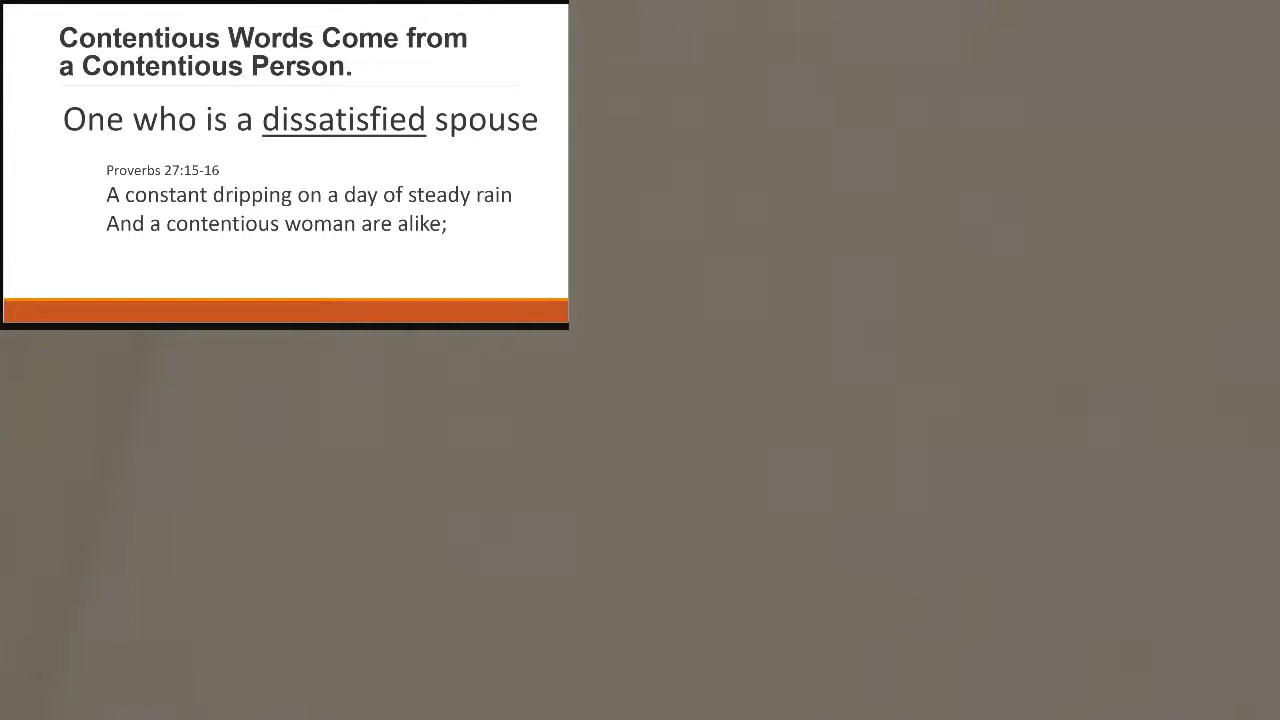 Contentious Words Come from
a Contentious Person.
One who is a dissatisfied spouse
Proverbs 27:15-16
A constant dripping on a day of steady rain
And a contentious woman are alike;